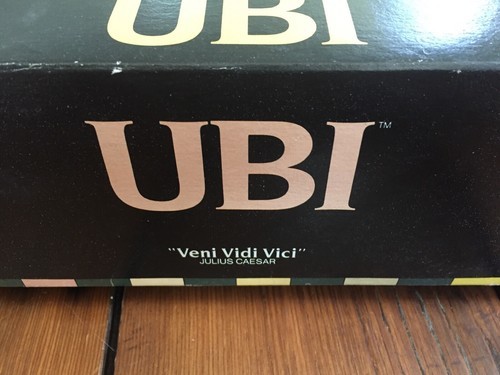 UBI
UBI™
"Veni Vidi Vici"
JULIUS CAESAR